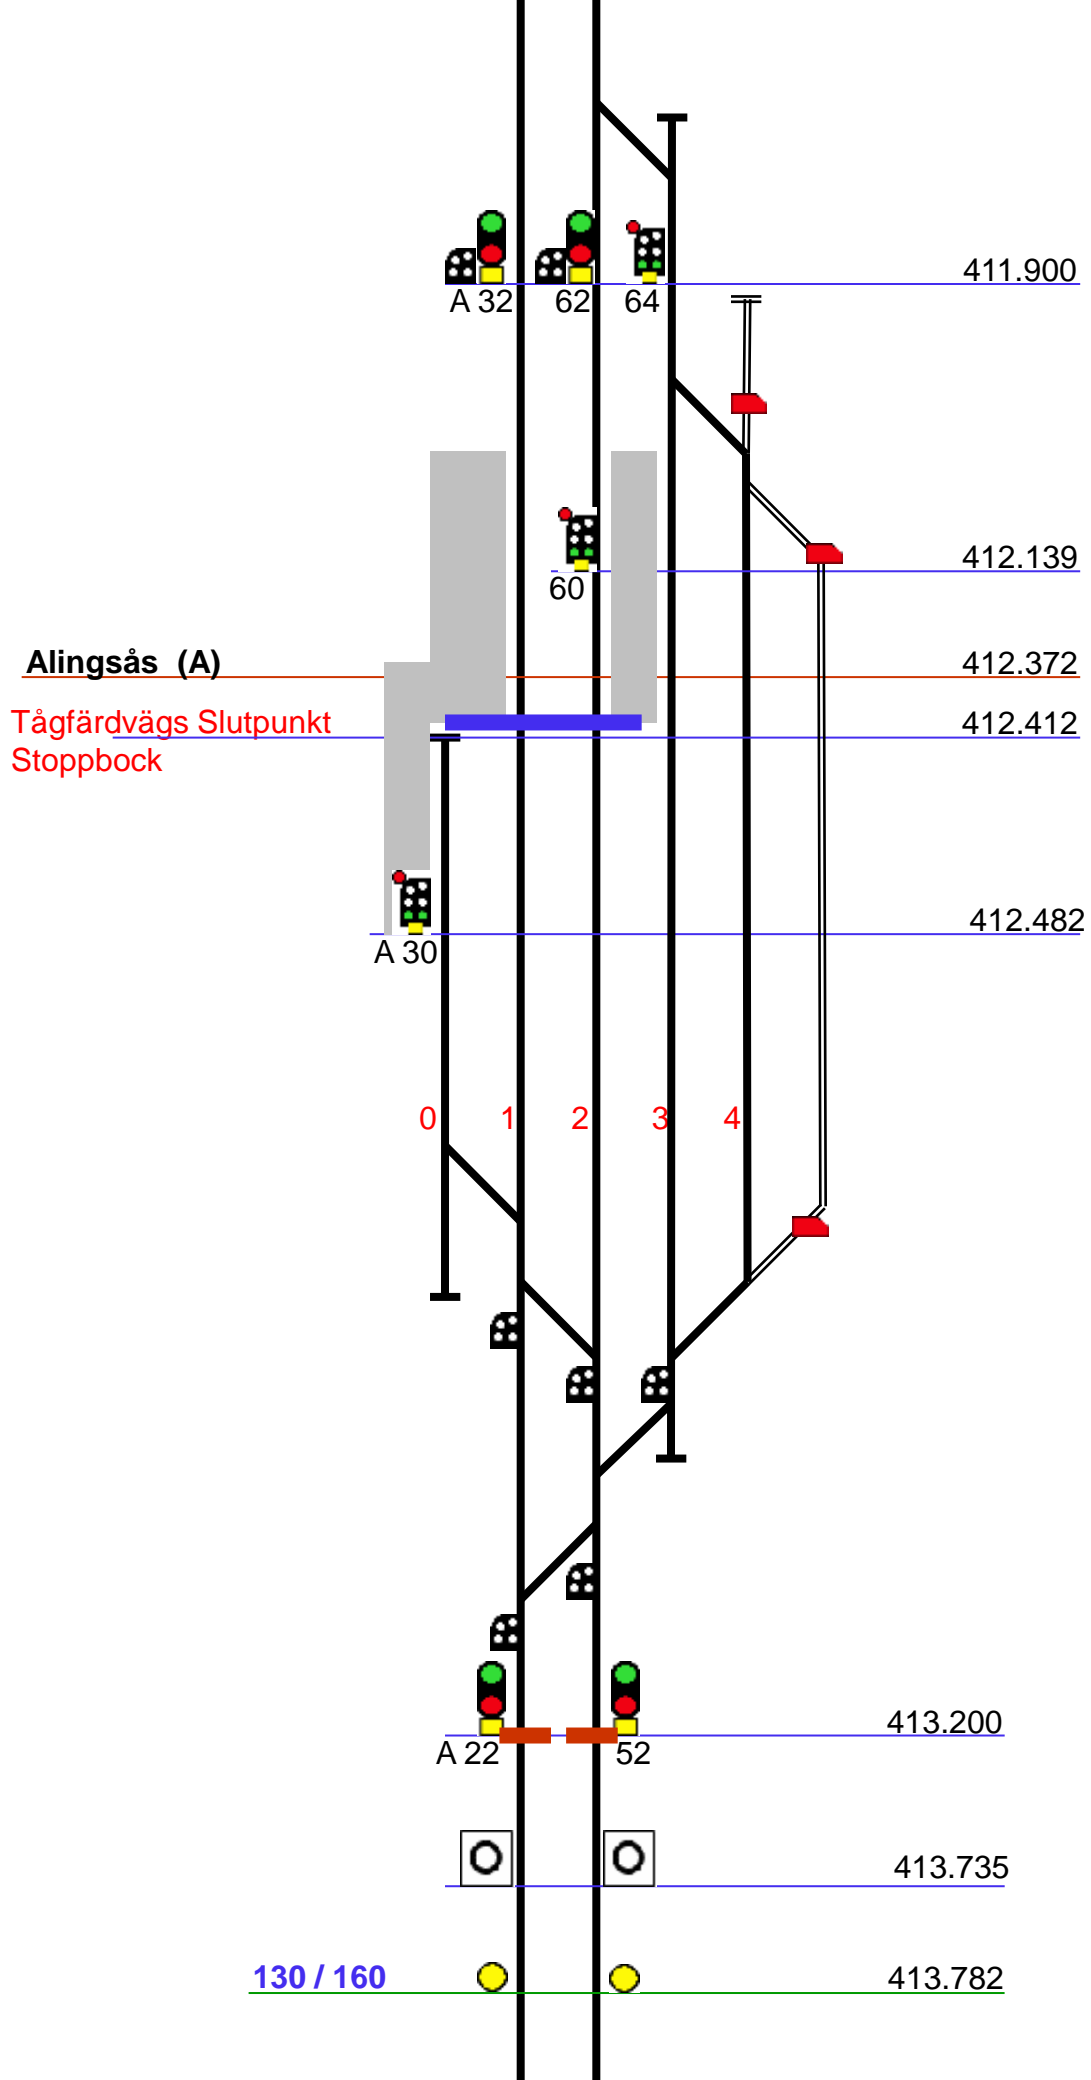 411.900
A 32 62 64
412.139
60
Alingsås (A) 412.372
Tågfärdvägs Slutpunkt 412.412
Stoppbock
412.482
A 30
0 1 2 3 4
413.200
A 22 52
413.735
130 / 160 413.782